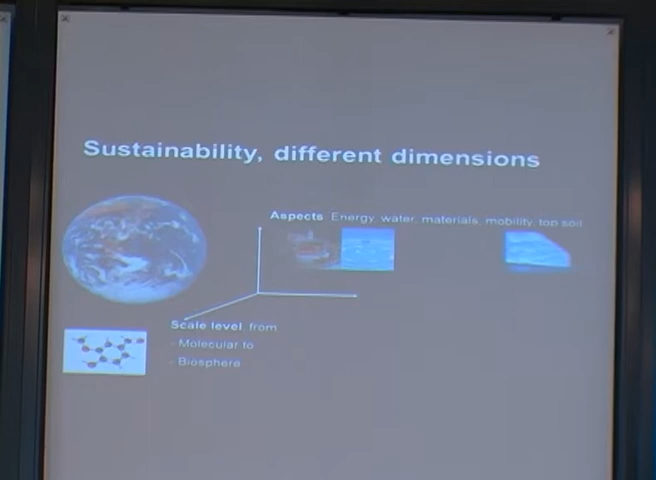 Sustainability, different dimensions
Aspects Energy, water, materials, mobility, top soil
Scale level, from
- Molecular to
- Biosphere